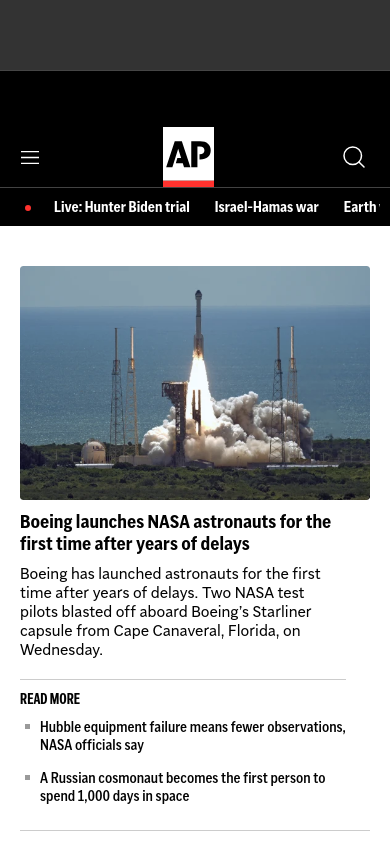 AP
Live: Hunter Biden trial Israel-Hamas war Earth
Boeing launches NASA astronauts for the
first time after years of delays
Boeing has launched astronauts for the first
time after years of delays. Two NASA test
pilots blasted off aboard Boeing’s Starliner
capsule from Cape Canaveral, Florida, on
Wednesday.
READ MORE
Hubble equipment failure means fewer observations,
NASA officials say
A Russian cosmonaut becomes the first person to
spend 1,000 days in space